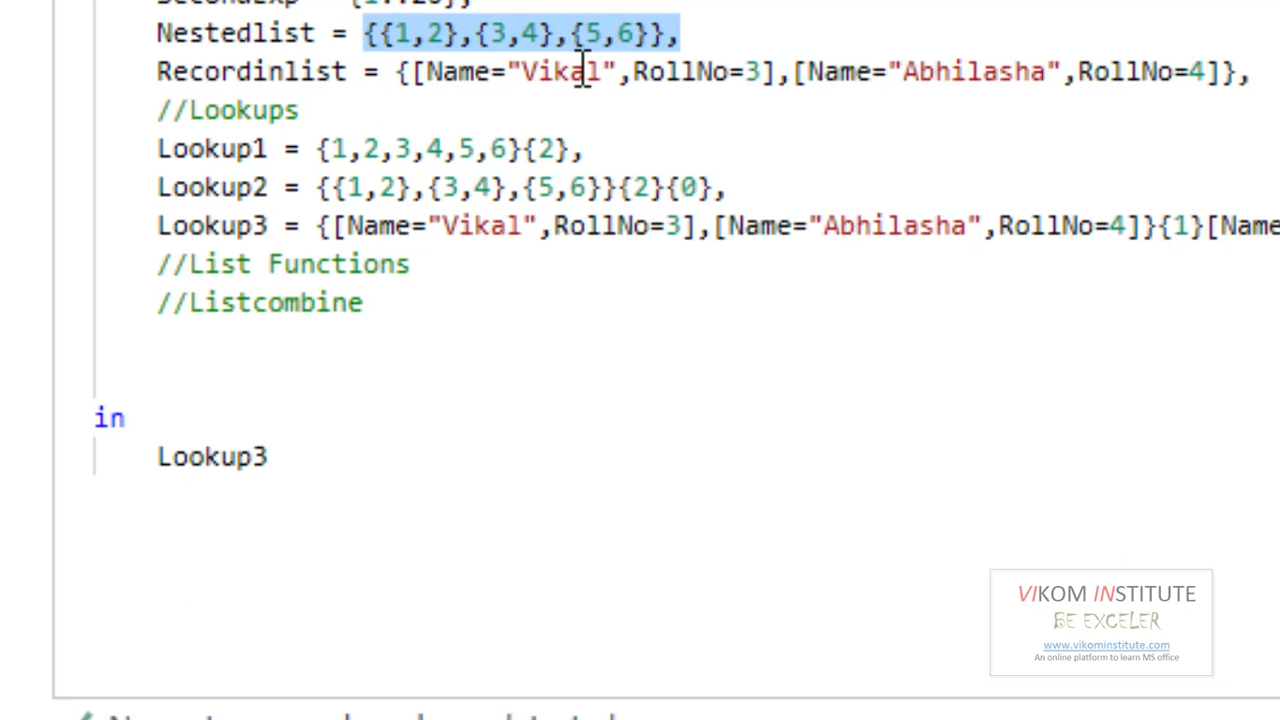 Nestedlist = {{1,2},{3,4},{5,6}},
Recordinlist = {[Name="Vikal",RollNo=3],[Name="Abhilasha",RollNo=4]},
//Lookups
Lookup1 = {1,2,3,4,5,6}{2},
Lookup2 = {{1,2},{3,4},{5,6}}{2}{0},
Lookup3 = {[Name="Vikal",RollNo=3],[Name="Abhilasha",RollNo=4]}{1}[Name
//List Functions
//Listcombine
in
Lookup3
VIKOM INSTITUTE
BE EXCELER
www.vikominstitute.com
An online platform to learn MS office